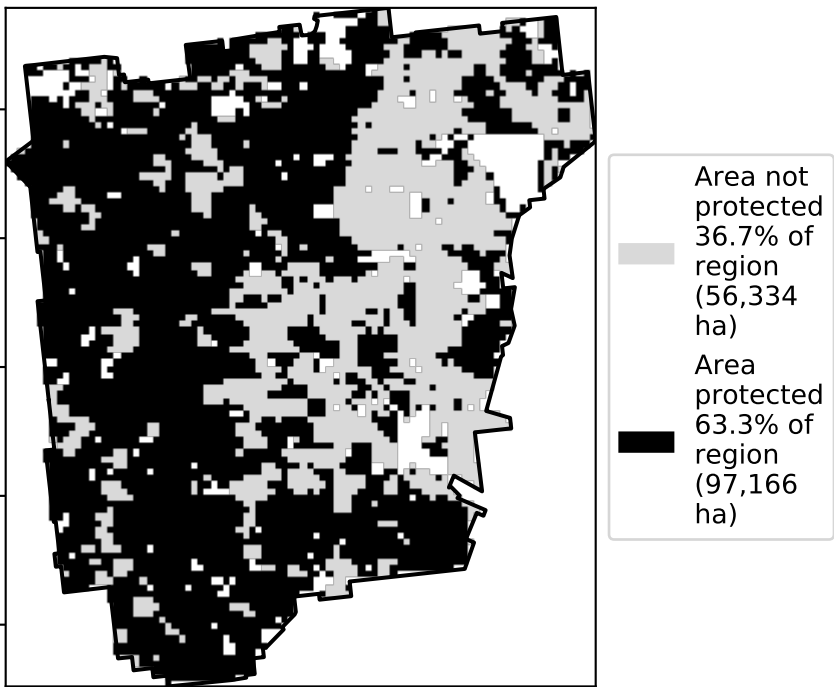 Area not
protected
36.7% of
region
(56,334
ha)
Area
protected
63.3% of
region
(97,166
ha)